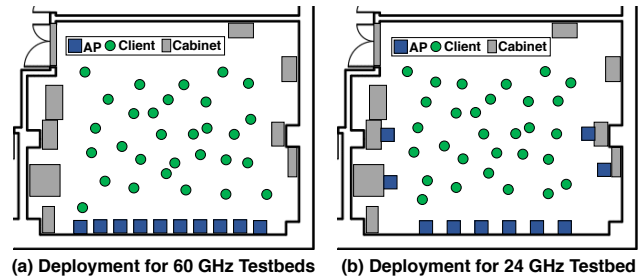 AP Client Cabinet
AP Client Cabinet
(a) Deployment for 60 GHz Testbeds
(b) Deployment for 24 GHz Testbed